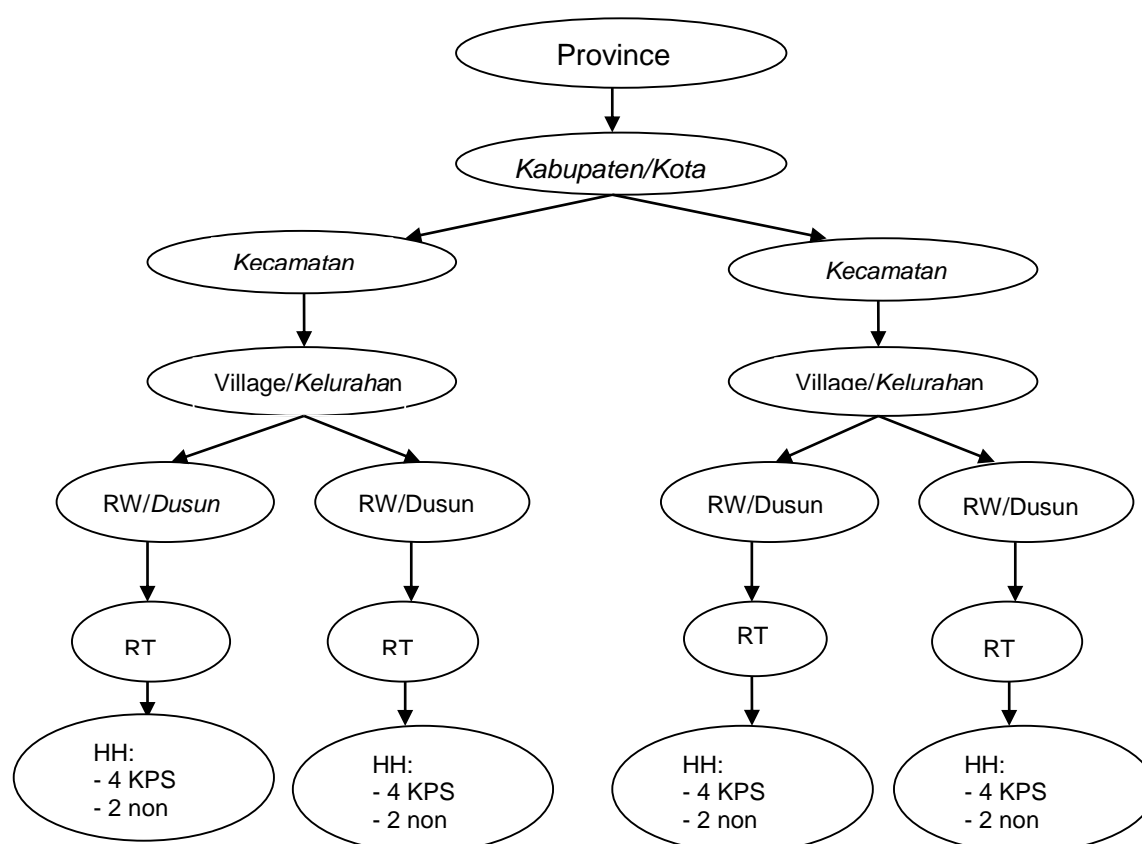 Province
Kabupaten/Kota
Kecamatan
Kecamatan
Village/Kelurahan
Village/Kelurahan
RW/Dusun
RW/Dusun
RW/Dusun
RW/Dusun
RT
RT
RT
RT
HH:
- 4 KPS
- 2 non
HH:
- 4 KPS
- 2 non
HH:
- 4 KPS
- 2 non
HH:
- 4 KPS
- 2 non